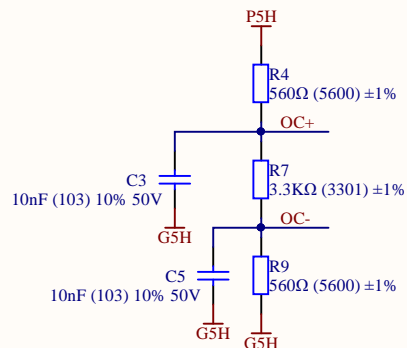 P5H
R4
560Ω (5600) ±1%
OC+
R7
3.3KΩ (3301) ±1%
C3
10nF (103) 10% 50V
G5H
OC-
R9
560Ω (5600) ±1%
C5
10nF (103) 10% 50V
G5H
G5H